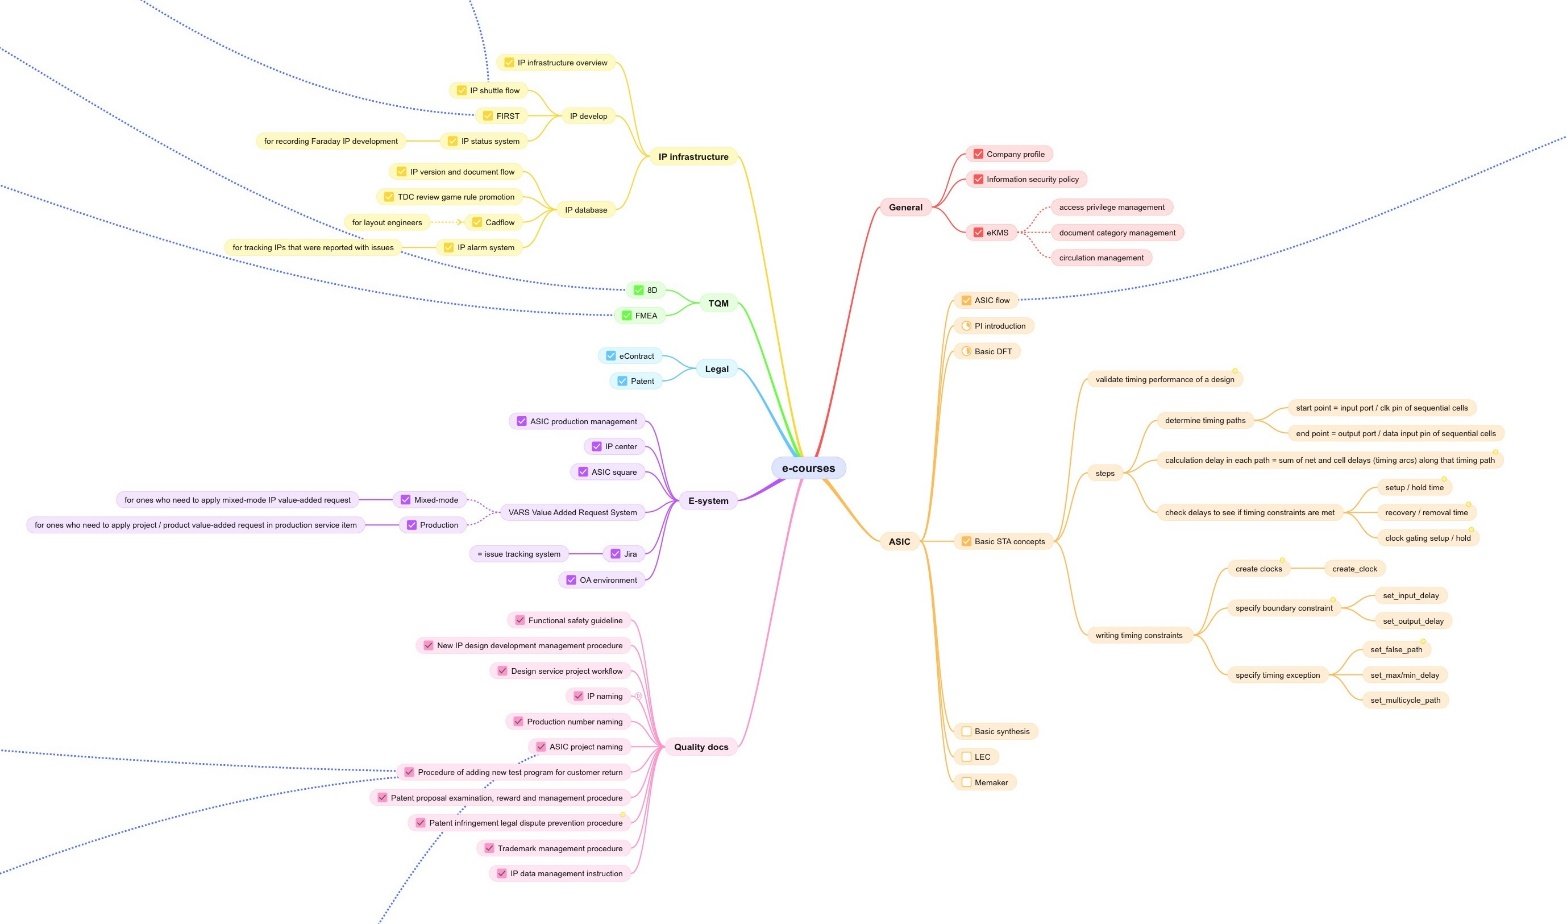 e-courses
IP infrastructure
IP infrastructure overview
IP develop
IP shuttle flow
FIRST
IP status system
for recording Faraday IP development
IP database
IP version and document flow
TDC review game rule promotion
Cadflow
for layout engineers
IP alarm system
for tracking IPs that were reported with issues
TQM
8D
FMEA
Legal
eContract
Patent
E-system
ASIC production management
IP center
ASIC square
VARS Value Added Request System
Mixed-mode
for ones who need to apply mixed-mode IP value-added request
Production
for ones who need to apply project / product value-added request in production service item
Jira
= issue tracking system
OA environment
Quality docs
Functional safety guideline
New IP design development management procedure
Design service project workflow
IP naming
Production number naming
ASIC project naming
Procedure of adding new test program for customer return
Patent proposal examination, reward and management procedure
Patent infringement legal dispute prevention procedure
Trademark management procedure
IP data management instruction
General
Company profile
Information security policy
eKMS
access privilege management
document category management
circulation management
ASIC
ASIC flow
PI introduction
Basic DFT
Basic STA concepts
validate timing performance of a design
steps
determine timing paths
start point = input port / clk pin of sequential cells
end point = output port / data input pin of sequential cells
calculation delay in each path = sum of net and cell delays (timing arcs) along that timing path
check delays to see if timing constraints are met
setup / hold time
recovery / removal time
clock gating setup / hold
writing timing constraints
create clocks
create_clock
specify boundary constraint
set_input_delay
set_output_delay
specify timing exception
set_false_path
set_max/min_delay
set_multicycle_path
Basic synthesis
LEC
Memaker